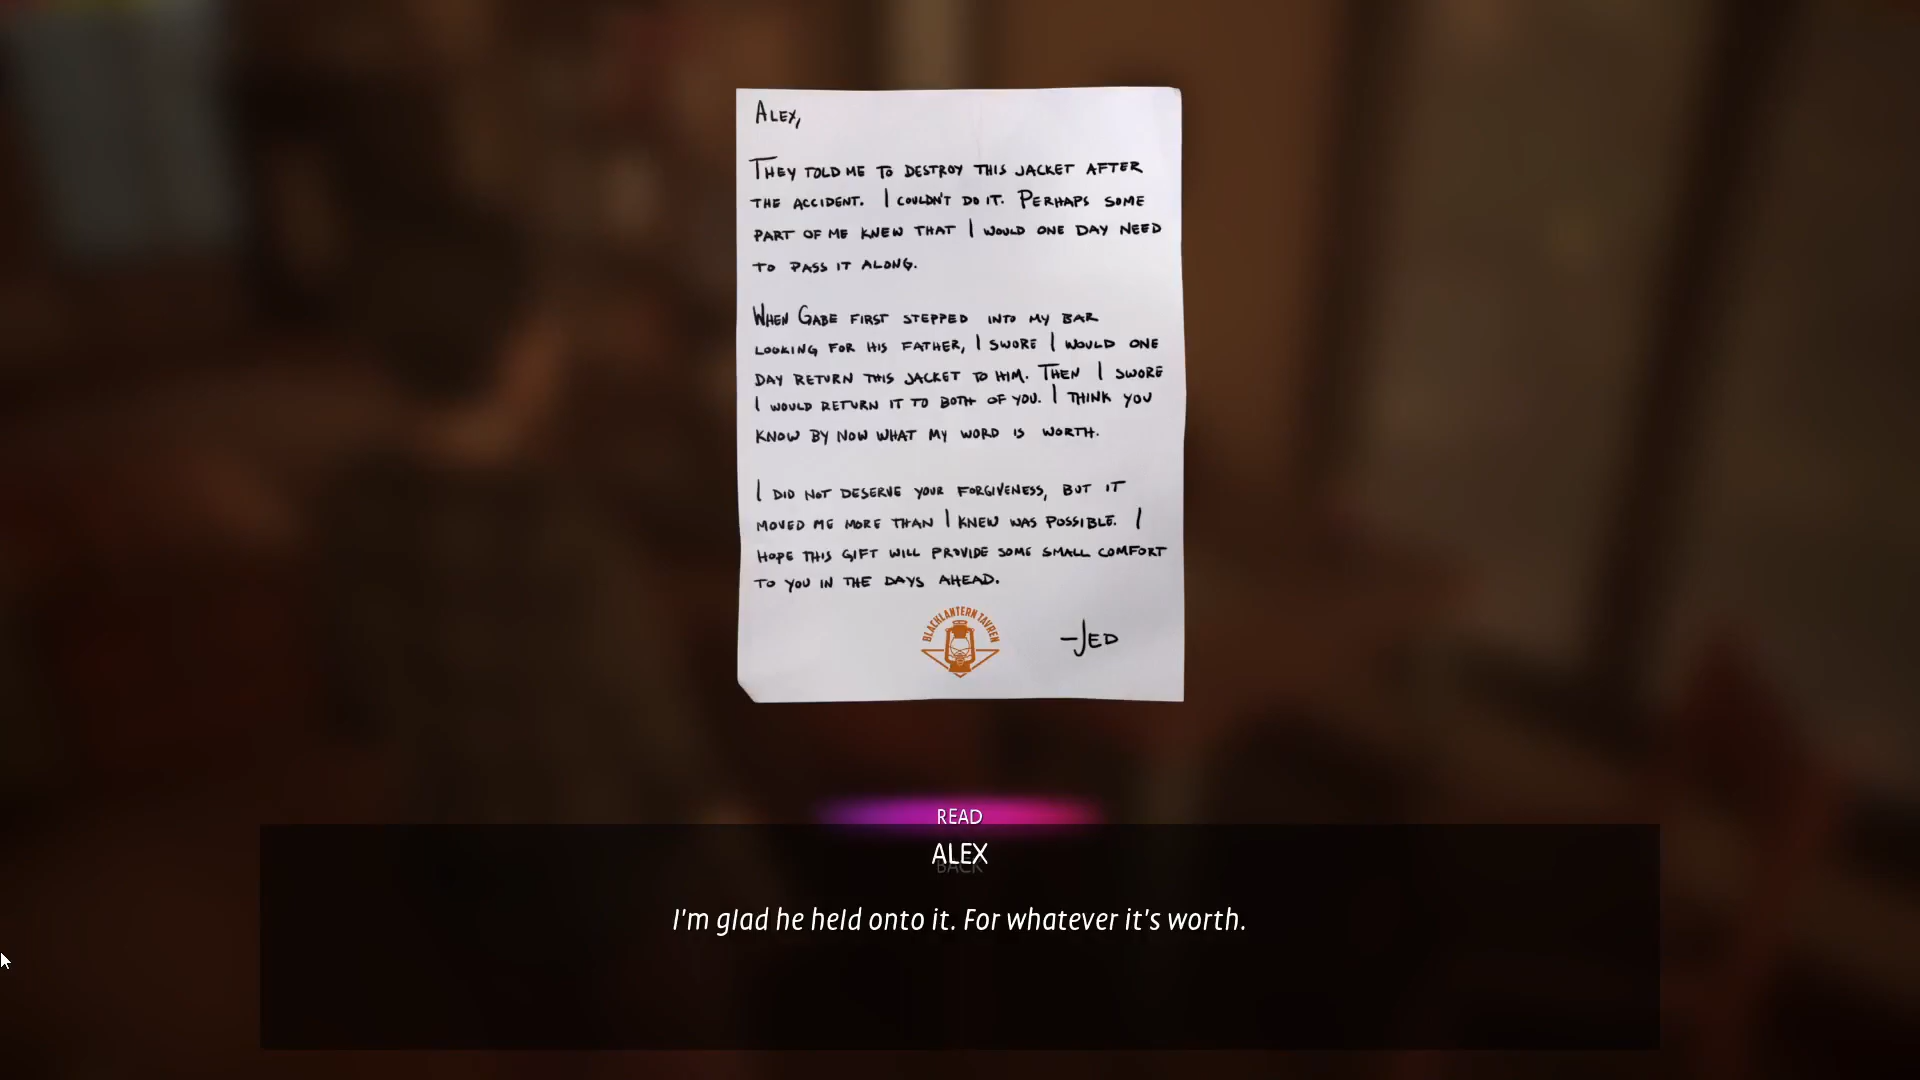 Alex,
They told me to destroy this jacket after
the accident. I couldn't do it. Perhaps some
part of me knew that I would one day need
to pass it along.
When Gabe first stepped into my bar
looking for his father, I swore I would one
day return this jacket to him. Then I swore
I would return it to both of you. I think you
know by now what my word is worth.
I did not deserve your forgiveness, but it
moved me more than I knew was possible. I
hope this gift will provide some small comfort
to you in the days ahead.
BLACKLANTERN TAVREN
-Jed
READ
ALEX
BACK
I'm glad he held onto it. For whatever it's worth.